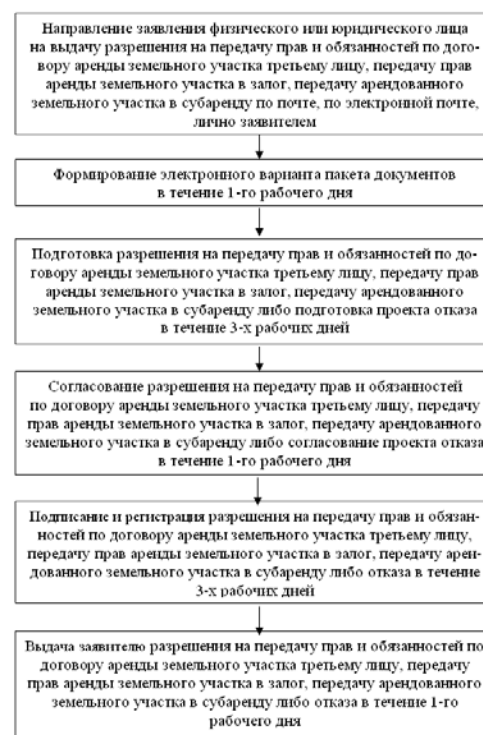 Направление заявления физического или юридического лица
на выдачу разрешения на передачу прав и обязанностей по дого-
вору аренды земельного участка третьему лицу, передачу прав
аренды земельного участка в залог, передачу арендованного
земельного участка в субаренду по почте, по электронной почте,
лично заявителем
Формирование электронного варианта пакета документов
в течение 1-го рабочего дня
Подготовка разрешения на передачу прав и обязанностей по до-
говору аренды земельного участка третьему лицу, передачу прав
аренды земельного участка в залог, передачу арендованного
земельного участка в субаренду либо подготовка проекта отказа
в течение 3-х рабочих дней
Согласование разрешения на передачу прав и обязанностей
по договору аренды земельного участка третьему лицу, передачу
прав аренды земельного участка в залог, передачу арендованного
земельного участка в субаренду либо согласование проекта отказа
в течение 1-го рабочего дня
Подписание и регистрация разрешения на передачу прав и обязан-
ностей по договору аренды земельного участка третьему лицу,
передачу прав аренды земельного участка в залог, передачу арен-
дованного земельного участка в субаренду либо отказа в течение
3-х рабочих дней
Выдача заявителю разрешения на передачу прав и обязанностей по
договору аренды земельного участка третьему лицу, передачу
прав аренды земельного участка в залог, передачу арендованного
земельного участка в субаренду либо отказа в течение 1-го
рабочего дня